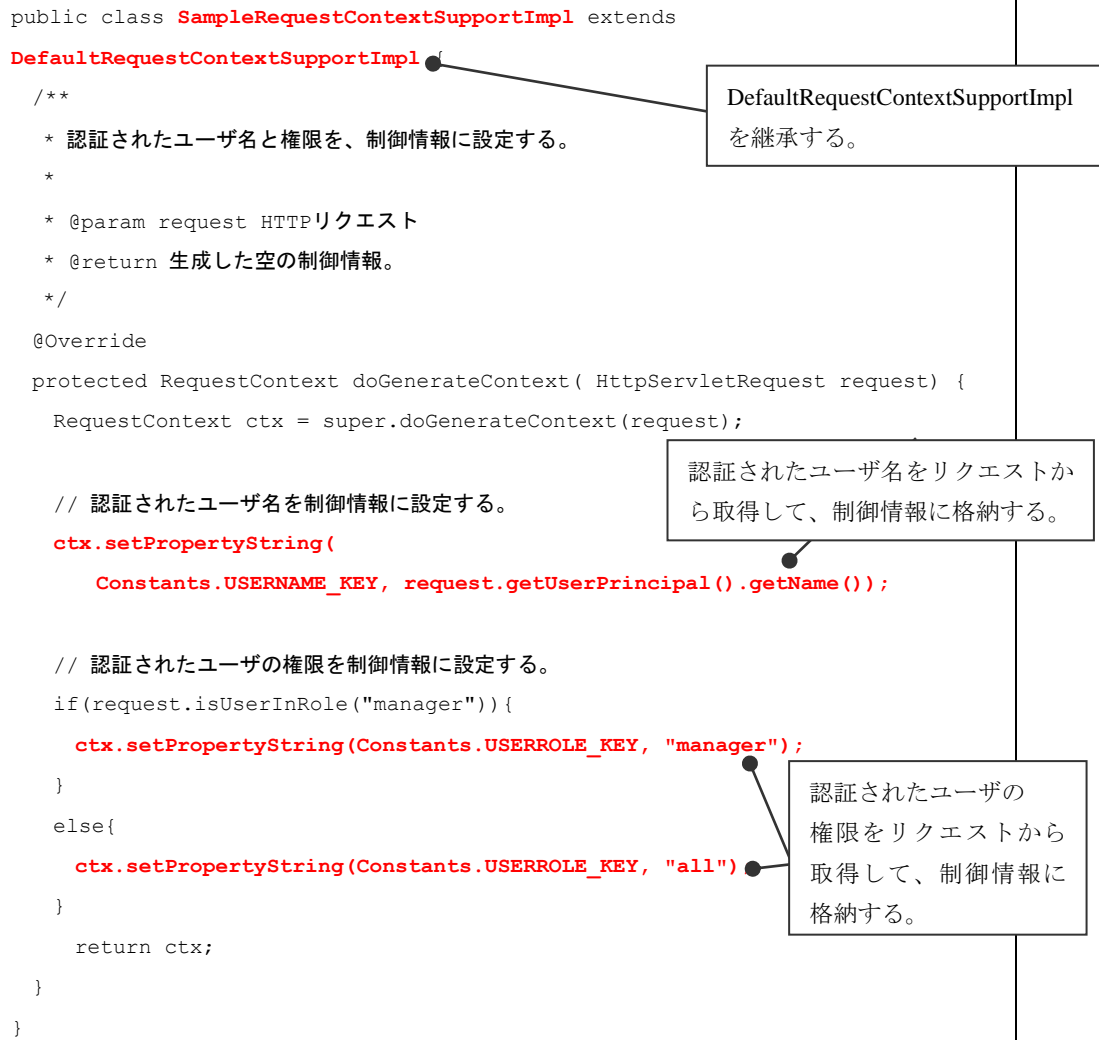 public class SampleRequestContextSupportImpl extends
DefaultRequestContextSupportImpl {
/**
* 認証されたユーザ名と権限を、制御情報に設定する。
*
* @param request HTTPリクエスト
* @return 生成した空の制御情報。
*/
@Override
protected RequestContext doGenerateContext( HttpServletRequest request) {
RequestContext ctx = super.doGenerateContext(request);
// 認証されたユーザ名を制御情報に設定する。
ctx.setPropertyString(
Constants.USERNAME_KEY, request.getUserPrincipal().getName());
// 認証されたユーザの権限を制御情報に設定する。
if(request.isUserInRole("manager")){
ctx.setPropertyString(Constants.USERROLE_KEY, "manager");
}
else{
ctx.setPropertyString(Constants.USERROLE_KEY, "all")
}
return ctx;
}
}
DefaultRequestContextSupportImpl
を継承する。
認証されたユーザ名をリクエストか
ら取得して、制御情報に格納する。
認証されたユーザの
権限をリクエストから
取得して、制御情報に
格納する。